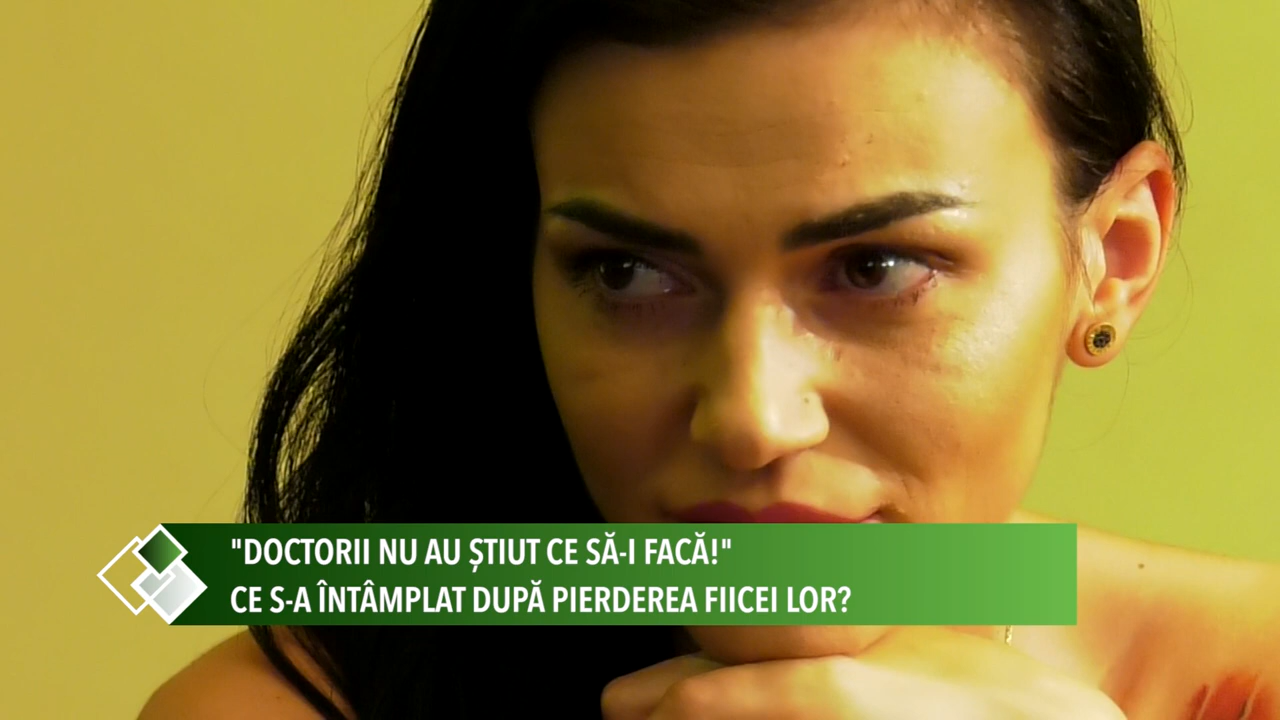 "DOCTORII NU AU ȘTIUT CE SĂ-I FACĂ!"
CE S-A ÎNTÂMPLAT DUPĂ PIERDEREA FIICEI LOR?